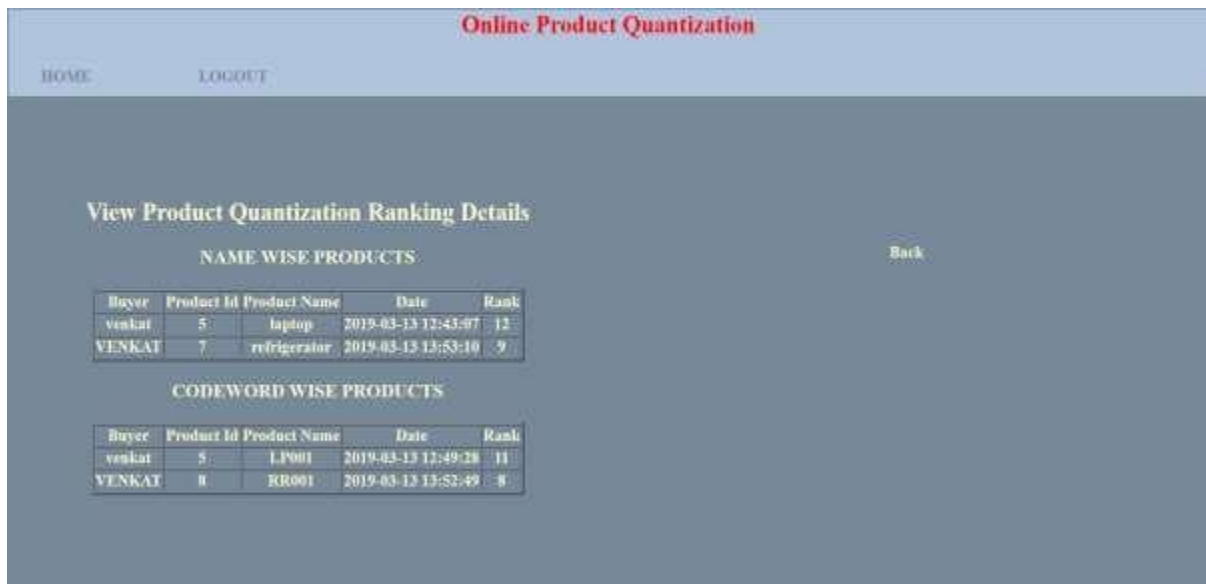 Online Product Quantization
HOME LOGOUT
View Product Quantization Ranking Details
NAME WISE PRODUCTS
Back
Buyer Product Id Product Name Date Rank
venkat 5 laptop 2019-03-13 12:43:07 12
VENKAT 7 refrigerator 2019-03-13 13:53:10 9
CODEWORD WISE PRODUCTS
Buyer Product Id Product Name Date Rank
venkat 5 LP001 2019-03-13 12:49:28 11
VENKAT 8 RR001 2019-03-13 13:52:49 8